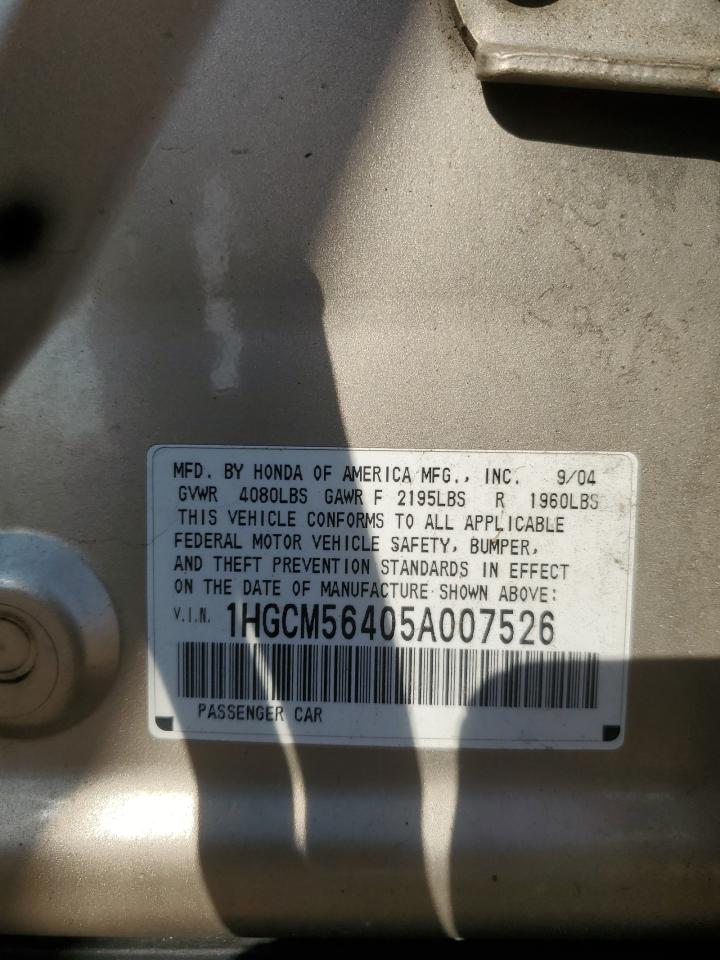 MFD. BY HONDA OF AMERICA MFG., INC. 9/04
GVWR 4080LBS GAWR F 2195LBS R 1960LBS
THIS VEHICLE CONFORMS TO ALL APPLICABLE
FEDERAL MOTOR VEHICLE SAFETY, BUMPER,
AND THEFT PREVENTION STANDARDS IN EFFECT
ON THE DATE OF MANUFACTURE SHOWN ABOVE:
V.I.N. 1HGCM56405A007526
PASSENGER CAR